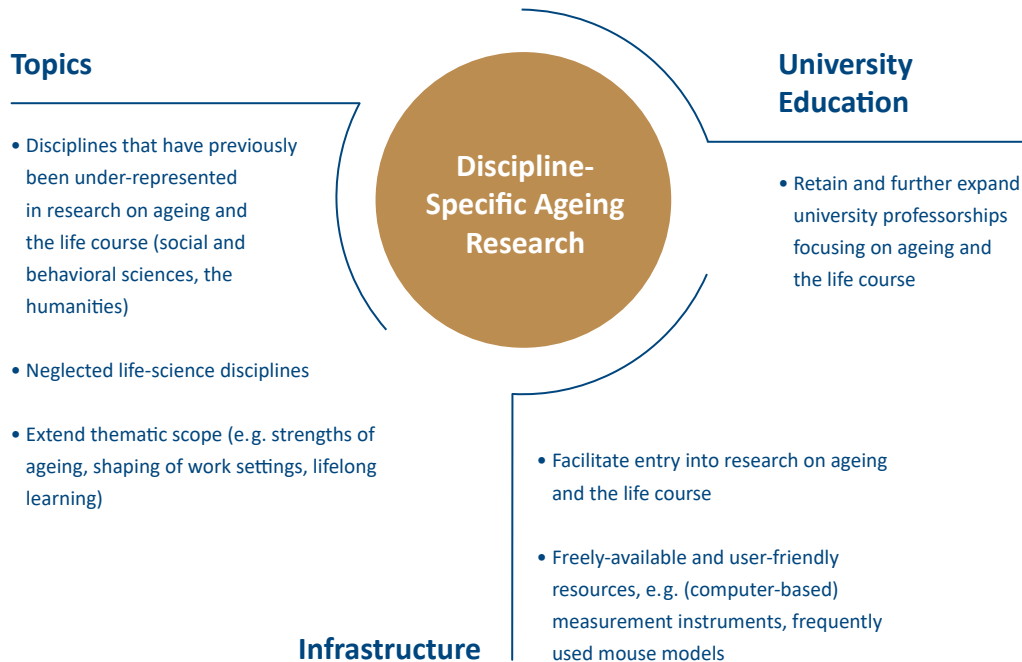 Topics
• Disciplines that have previously
been under-represented
in research on ageing and
the life course (social and
behavioral sciences, the
humanities)
• Neglected life-science disciplines
• Extend thematic scope (e. g. strengths of
ageing, shaping of work settings, lifelong
learning)
Discipline-
Specific Ageing
Research
University
Education
• Retain and further expand
university professorships
focusing on ageing and
the life course
Infrastructure
• Facilitate entry into research on ageing
and the life course
• Freely-available and user-friendly
resources, e. g. (computer-based)
measurement instruments, frequently
used mouse models